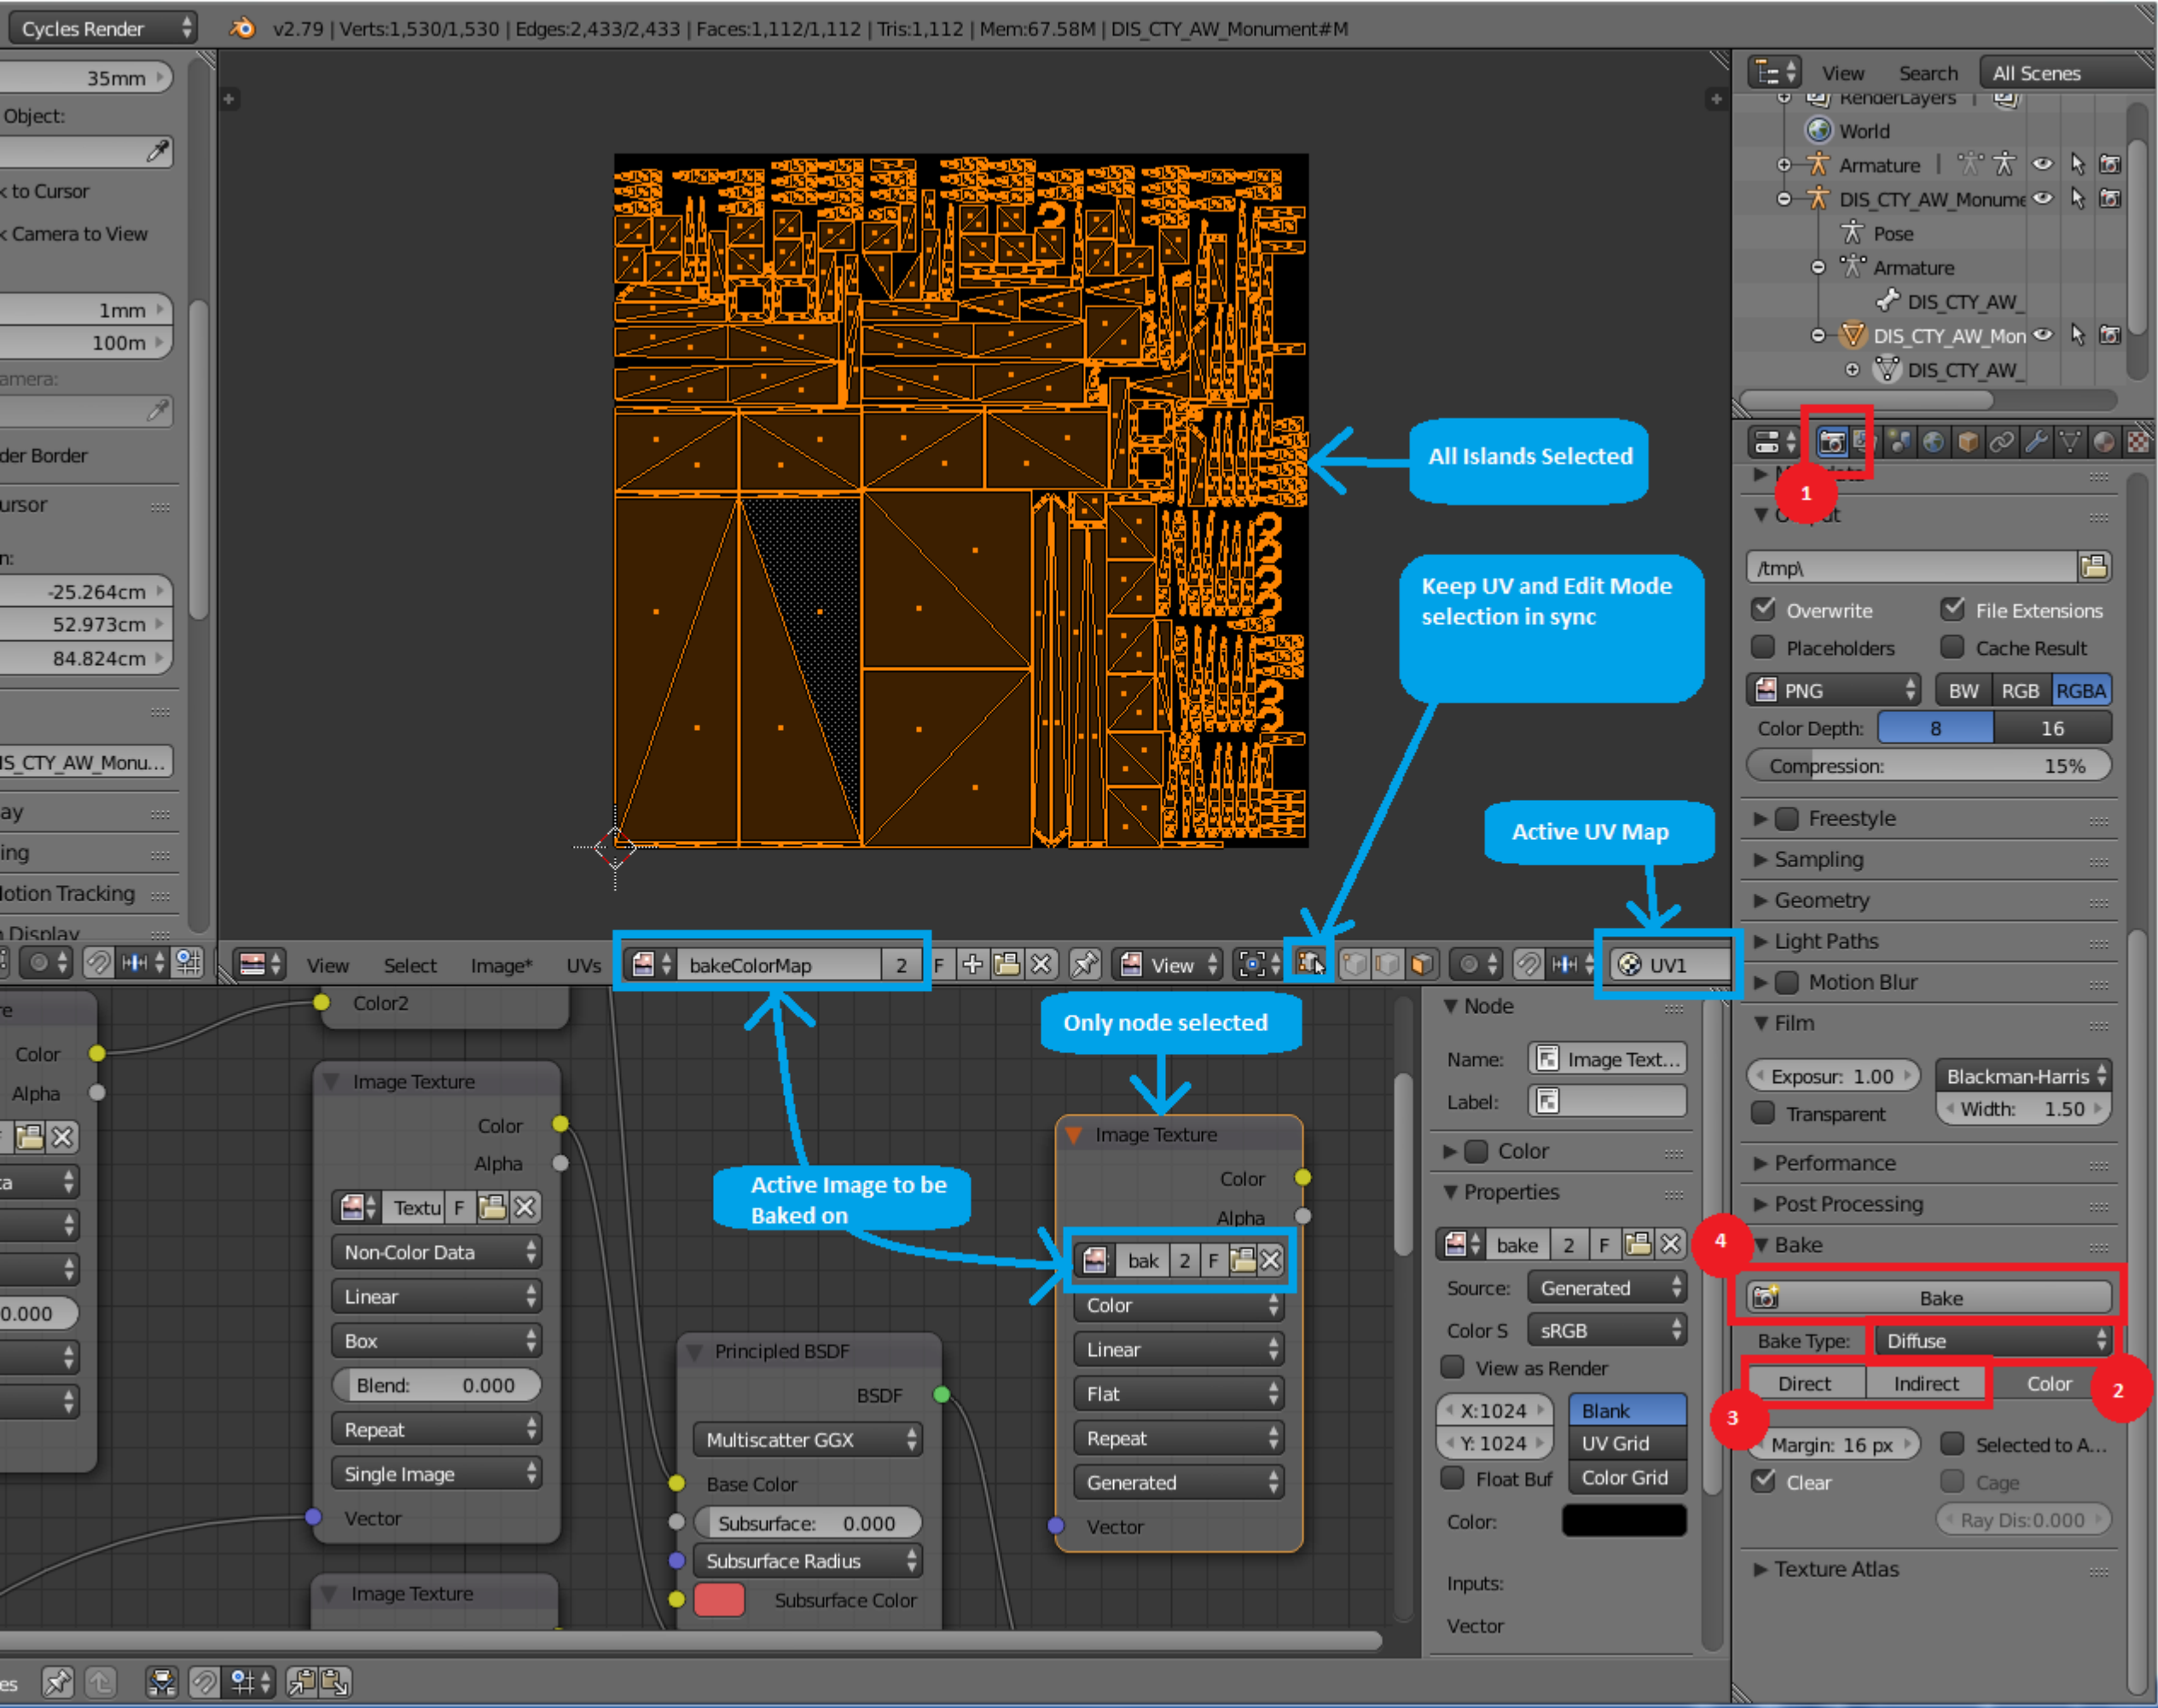 Cycles Render
v2.79 | Verts:1,530/1,530 | Edges:2,433/2,433 | Faces:1,112/1,112 | Tris:1,112 | Mem:67.58M | DIS_CTY_AW_Monument#M
35mm
Object:
k to Cursor
k Camera to View
1mm
100m
amera:
der Border
ursor
n:
-25.264cm
52.973cm
84.824cm
IS_CTY_AW_Monu...
ay
ing
Motion Tracking
n Display
All Islands Selected
Keep UV and Edit Mode
selection in sync
Active UV Map
View Select Image* UVs bakeColorMap 2 F View UV1
View Search All Scenes
RenderLayers |
World
Armature |
DIS_CTY_AW_Monume
Pose
Armature
DIS_CTY_AW_
DIS_CTY_AW_Mon
DIS_CTY_AW_
1
/tmp\
Overwrite File Extensions
Placeholders Cache Result
PNG BW RGB RGBA
Color Depth: 8 16
Compression: 15%
Freestyle
Sampling
Geometry
Light Paths
Motion Blur
Film
Exposur: 1.00 Blackman-Harris
Transparent Width: 1.50
Performance
Post Processing
4 Bake
Bake
Bake Type: Diffuse
Direct Indirect Color 2
3
Margin: 16 px Selected to A...
Clear Cage
Ray Dis:0.000
Texture Atlas
re
Color
Alpha
F
ta
0.000
Color2
Image Texture
Color
Alpha
Textu F
Non-Color Data
Linear
Box
Blend: 0.000
Repeat
Single Image
Vector
Image Texture
Active Image to be
Baked on
Only node selected
Principled BSDF
BSDF
Multiscatter GGX
Base Color
Subsurface: 0.000
Subsurface Radius
Subsurface Color
Image Texture
Color
Alpha
bak 2 F
Color
Linear
Flat
Repeat
Generated
Vector
Node
Name: Image Text...
Label:
Color
Properties
bake 2 F
Source: Generated
Color S sRGB
View as Render
X:1024 Blank
Y: 1024 UV Grid
Float Buf Color Grid
Color:
Inputs:
Vector
es